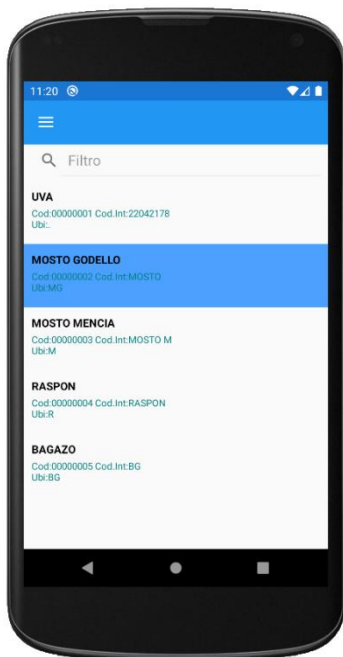 11:20
Filtro
UVA
Cod:00000001 Cod.Int:22042178
Ubi:.
MOSTO GODELLO
Cod:00000002 Cod.Int:MOSTO
Ubi:MG
MOSTO MENCIA
Cod:00000003 Cod.Int:MOSTO M
Ubi:M
RASPON
Cod:00000004 Cod.Int:RASPON
Ubi:R
BAGAZO
Cod:00000005 Cod.Int:BG
Ubi:BG